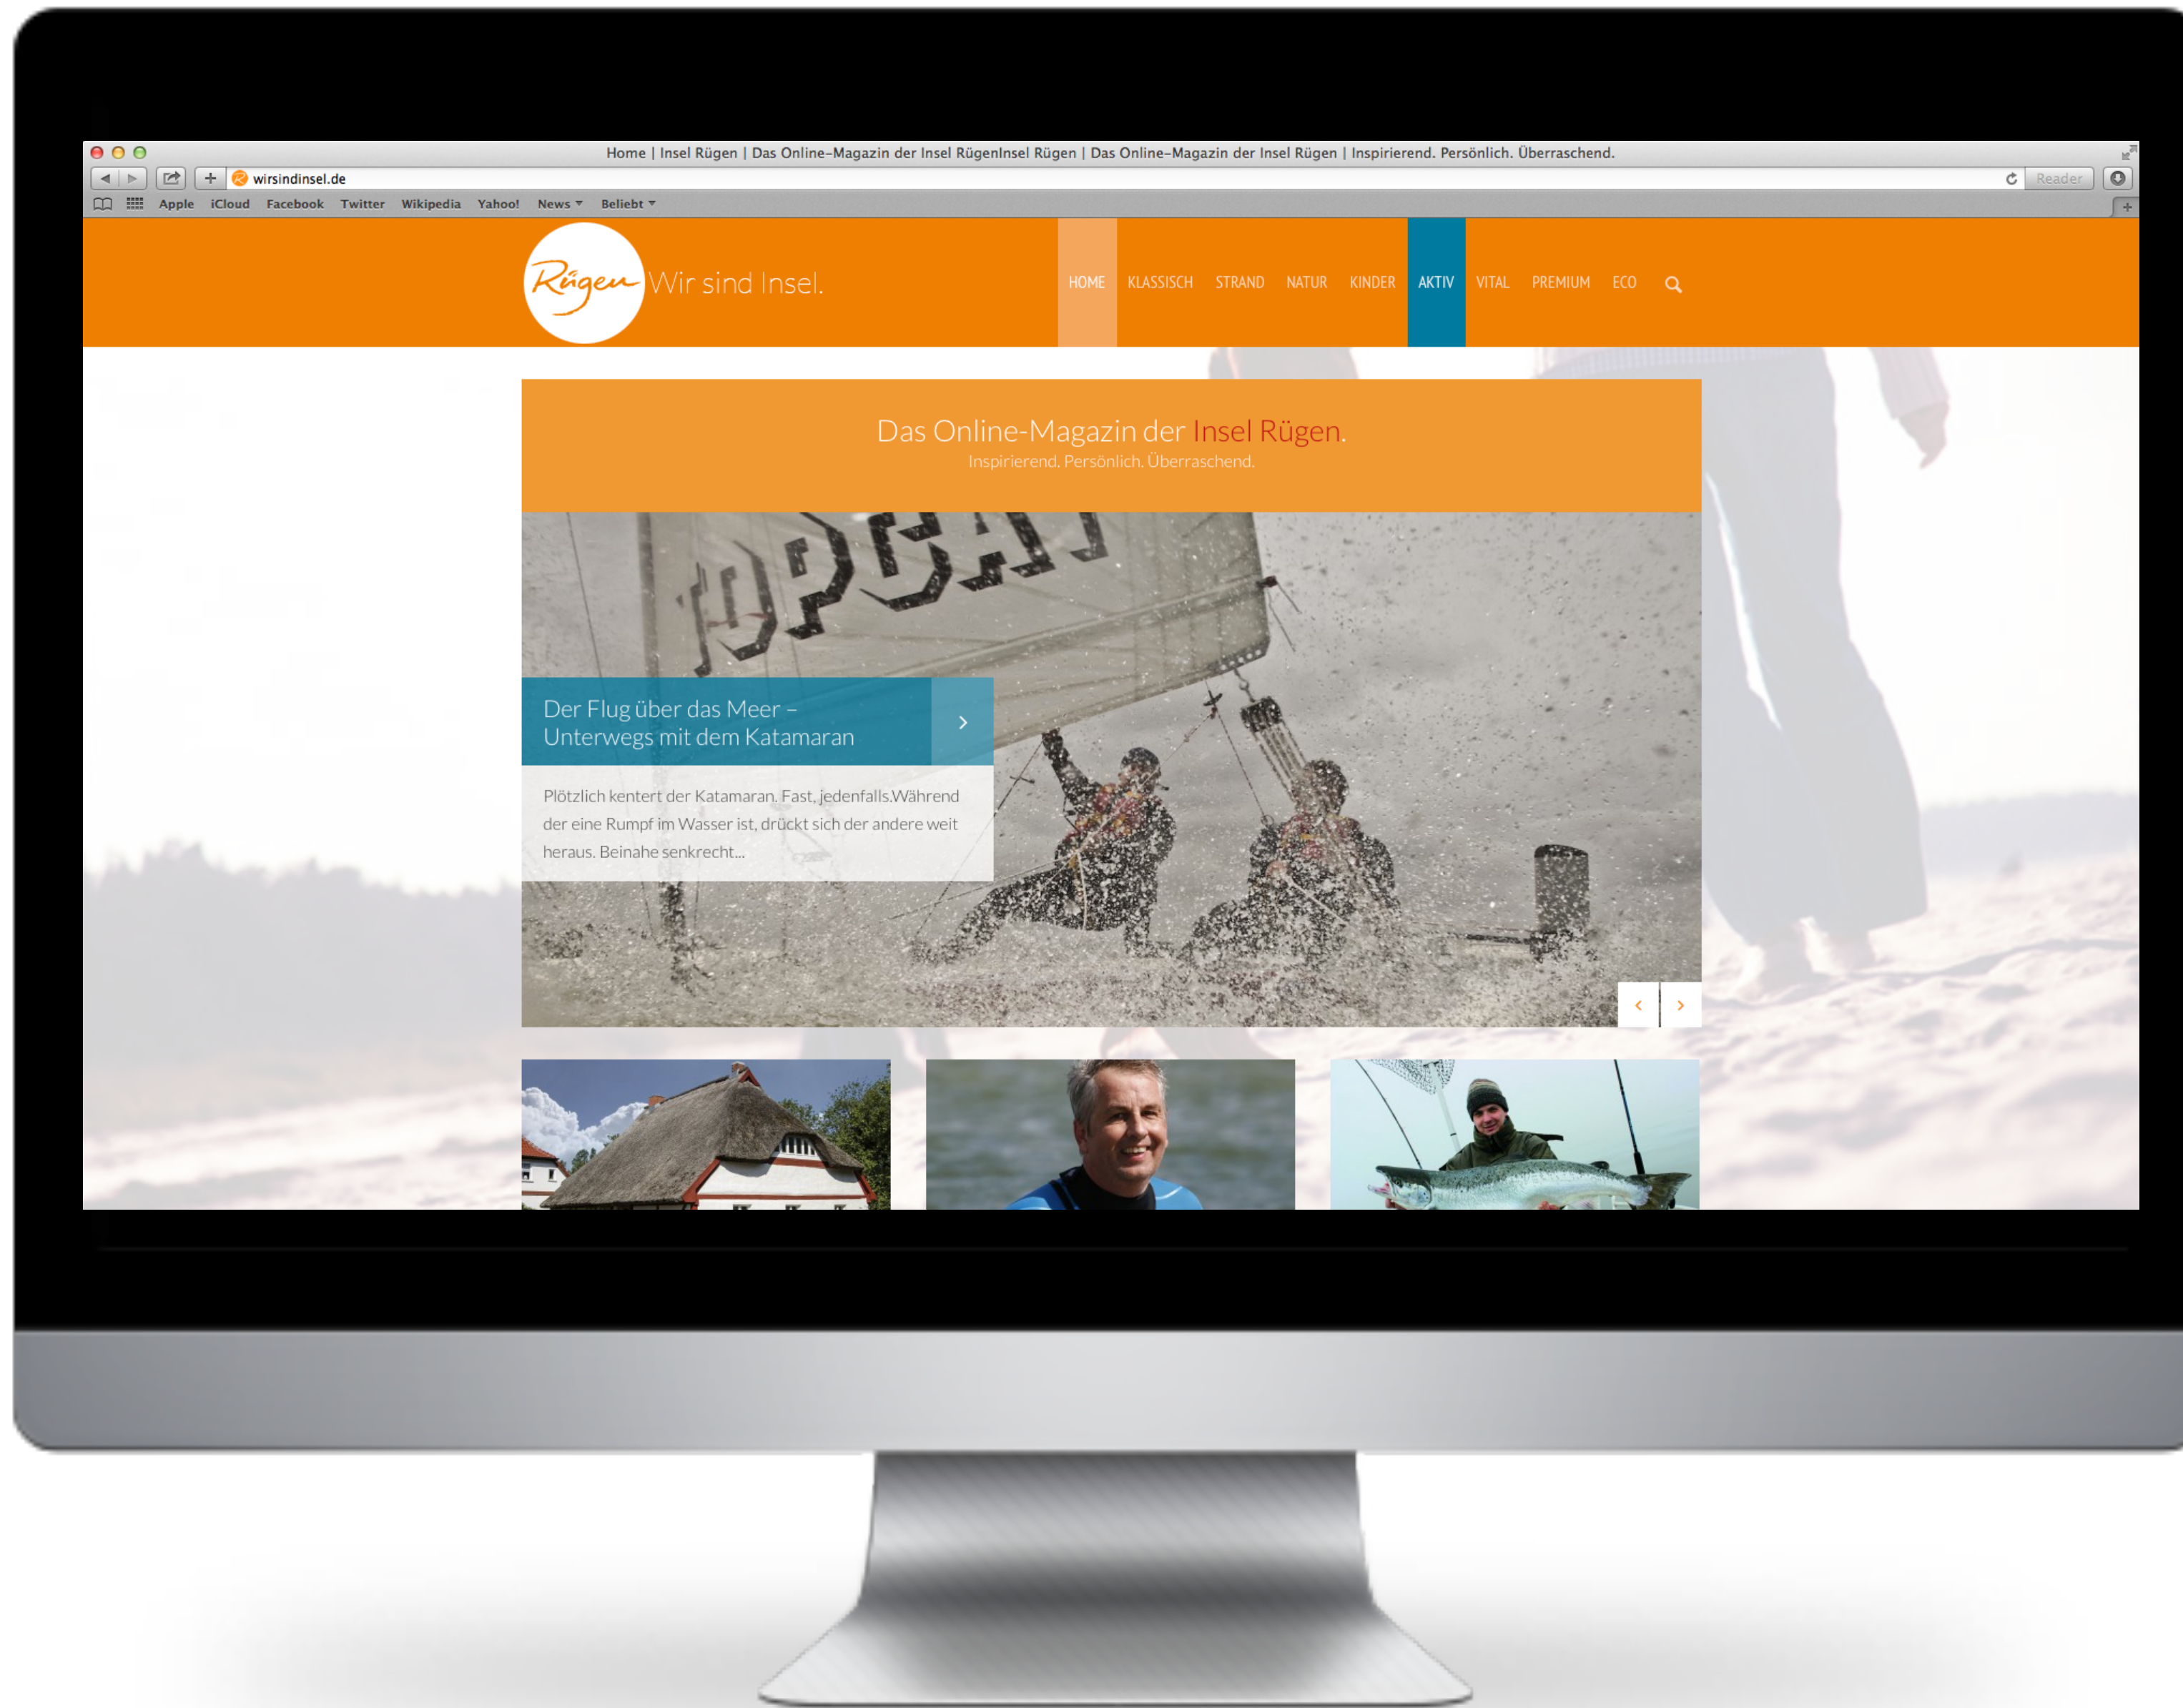 Home | Insel Rügen | Das Online-Magazin der Insel RügenInsel Rügen | Das Online-Magazin der Insel Rügen | Inspirierend. Persönlich. Überraschend.
wirsindinsel.de
Reader
Apple iCloud Facebook Twitter Wikipedia Yahoo! News Beliebt
Rügen Wir sind Insel.
HOME KLASSISCH STRAND NATUR KINDER AKTIV VITAL PREMIUM ECO
Das Online-Magazin der Insel Rügen.
Inspirierend. Persönlich. Überraschend.
TOPCAT
Der Flug über das Meer –
Unterwegs mit dem Katamaran
Plötzlich kentert der Katamaran. Fast, jedenfalls.Während
der eine Rumpf im Wasser ist, drückt sich der andere weit
heraus. Beinahe senkrecht...